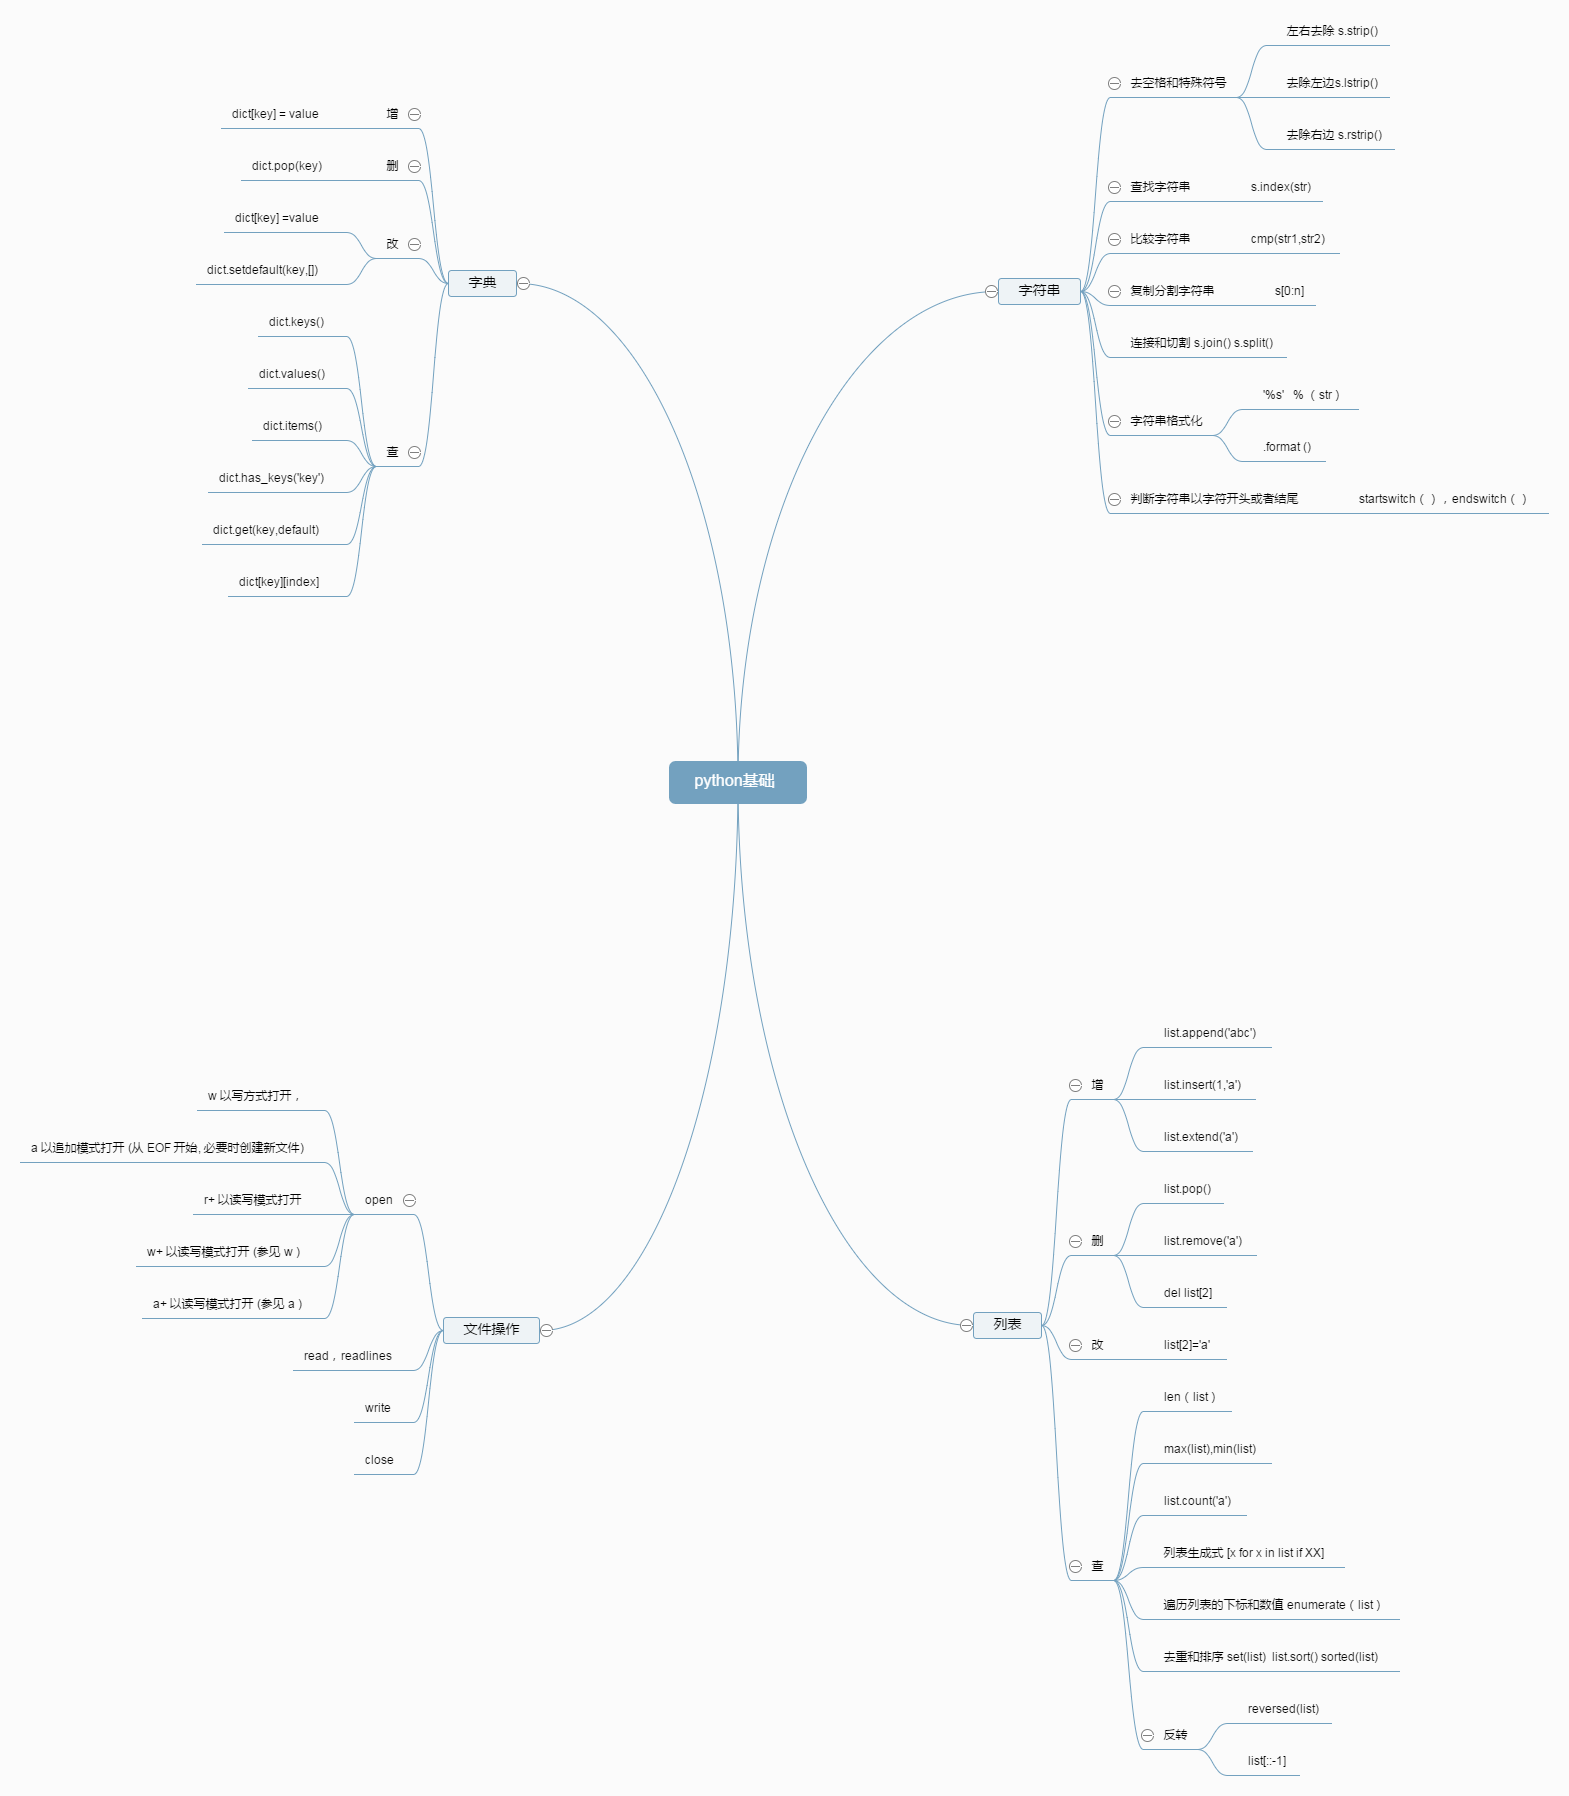 python基础
字符串
去空格和特殊符号
左右去除 s.strip()
去除左边s.lstrip()
去除右边 s.rstrip()
查找字符串
s.index(str)
比较字符串
cmp(str1,str2)
复制分割字符串
s[0:n]
连接和切割 s.join() s.split()
字符串格式化
'%s' %（str）
.format ()
判断字符串以字符开头或者结尾
startswitch（ ），endswitch（ ）
列表
增
list.append('abc')
list.insert(1,'a')
list.extend('a')
删
list.pop()
list.remove('a')
del list[2]
改
list[2]='a'
查
len（list）
max(list),min(list)
list.count('a')
列表生成式 [x for x in list if XX]
遍历列表的下标和数值 enumerate（list）
去重和排序 set(list) list.sort() sorted(list)
反转
reversed(list)
list[::-1]
字典
增
dict[key] = value
删
dict.pop(key)
改
dict[key] =value
dict.setdefault(key,[])
查
dict.keys()
dict.values()
dict.items()
dict.has_keys('key')
dict.get(key,default)
dict[key][index]
文件操作
open
w 以写方式打开，
a 以追加模式打开 (从 EOF 开始, 必要时创建新文件)
r+ 以读写模式打开
w+ 以读写模式打开 (参见 w )
a+ 以读写模式打开 (参见 a )
read，readlines
write
close